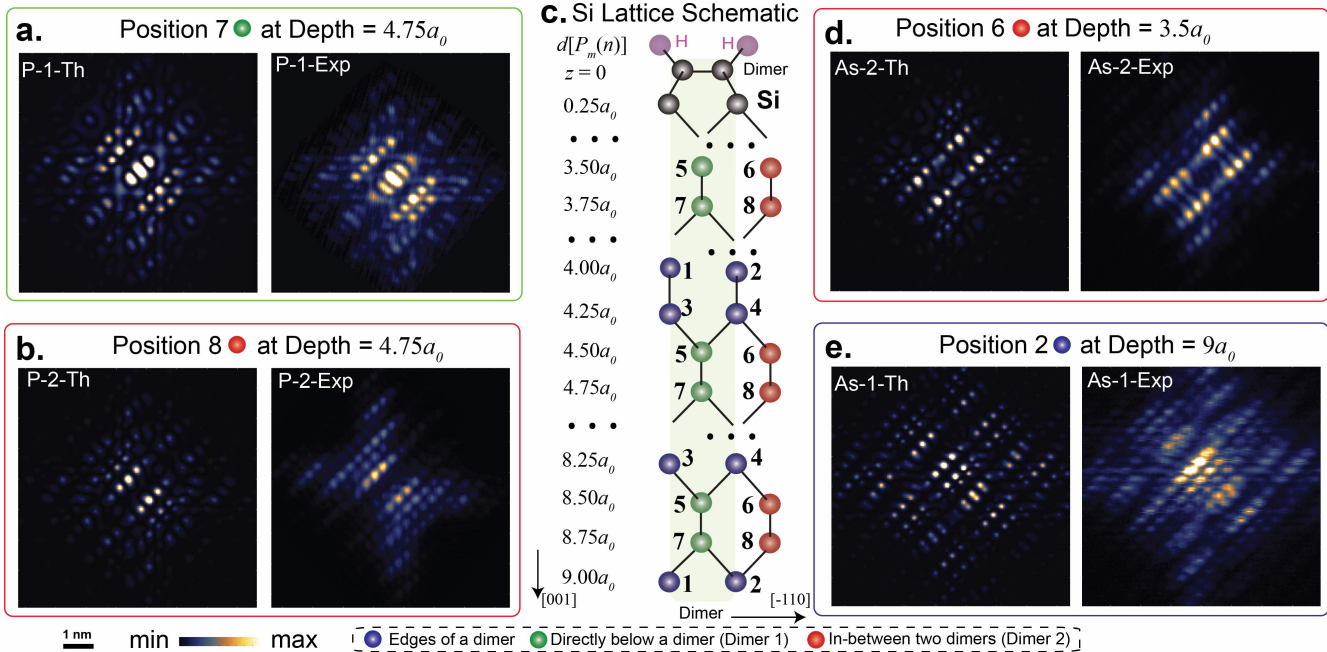 a. Position 7 at Depth = 4.75a₀
P-1-Th
P-1-Exp
b. Position 8 at Depth = 4.75a₀
P-2-Th
P-2-Exp
c. Si Lattice Schematic
d[Pₘ(n)]
H H
z = 0
Dimer
0.25a₀
Si
3.50a₀
5 6
3.75a₀
7 8
4.00a₀
1 2
4.25a₀
3 4
4.50a₀
5 6
4.75a₀
7 8
8.25a₀
3 4
8.50a₀
5 6
8.75a₀
7 8
9.00a₀
1 2
[001]
Dimer
[-110]
d. Position 6 at Depth = 3.5a₀
As-2-Th
As-2-Exp
e. Position 2 at Depth = 9a₀
As-1-Th
As-1-Exp
1 nm
min max
Edges of a dimer Directly below a dimer (Dimer 1) In-between two dimers (Dimer 2)